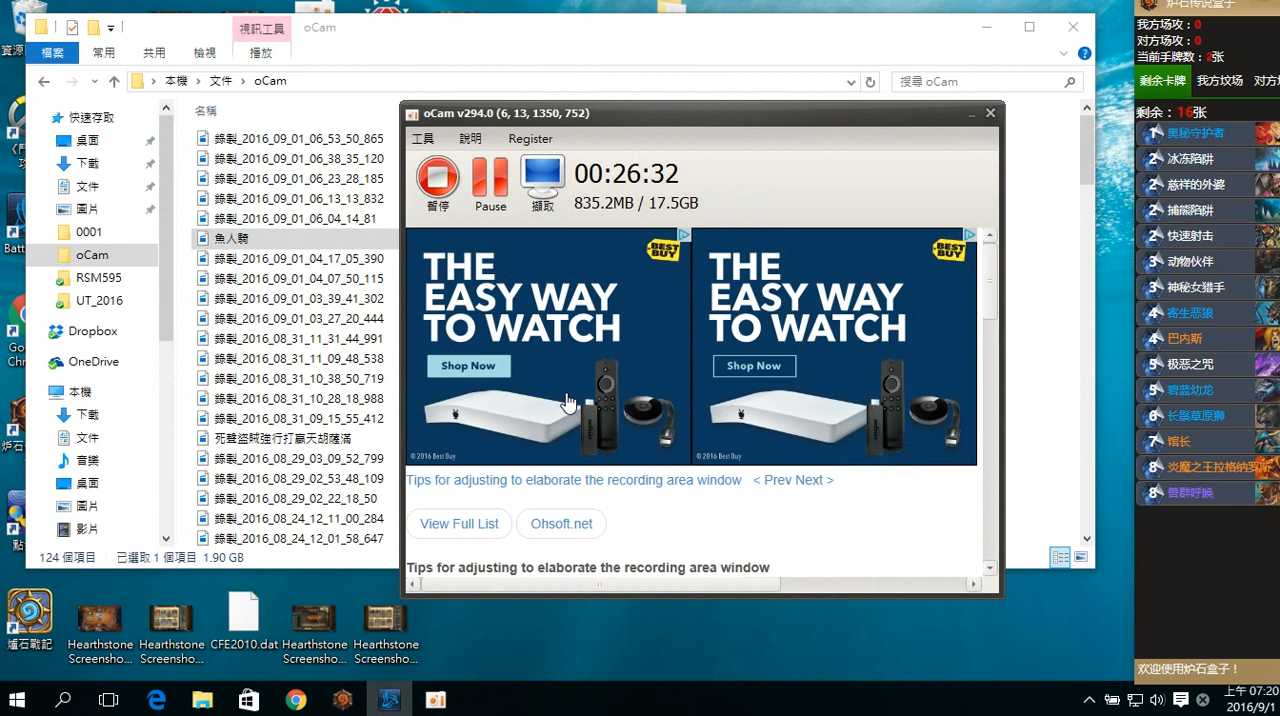 視訊工具
oCam
檔案
常用
共用
檢視
播放
本機 > 文件 > oCam
搜尋 oCam
快速存取
桌面
下載
文件
圖片
0001
oCam
RSM595
UT_2016
Dropbox
OneDrive
本機
下載
文件
音樂
桌面
圖片
影片
名稱
錄製_2016_09_01_06_53_50_865
錄製_2016_09_01_06_38_35_120
錄製_2016_09_01_06_23_28_185
錄製_2016_09_01_06_13_13_832
錄製_2016_09_01_06_04_14_81
魚人騎
錄製_2016_09_01_04_17_05_390
錄製_2016_09_01_04_07_50_115
錄製_2016_09_01_03_39_41_302
錄製_2016_09_01_03_27_20_444
錄製_2016_08_31_11_31_44_991
錄製_2016_08_31_11_09_48_538
錄製_2016_08_31_10_38_50_719
錄製_2016_08_31_10_28_18_988
錄製_2016_08_31_09_15_55_412
死聲盜賊強行打贏天胡薩滿
錄製_2016_08_29_03_09_52_799
錄製_2016_08_29_02_53_48_109
錄製_2016_08_29_02_22_18_50
錄製_2016_08_24_12_11_00_284
錄製_2016_08_24_12_01_58_647
124 個項目 已選取 1 個項目 1.90 GB
oCam v294.0 (6, 13, 1350, 752)
工具 說明 Register
暫停
Pause
擷取
00:26:32
835.2MB / 17.5GB
BEST BUY
THE
EASY WAY
TO WATCH
Shop Now
© 2016 Best Buy
BEST BUY
THE
EASY WAY
TO WATCH
Shop Now
© 2016 Best Buy
Tips for adjusting to elaborate the recording area window < Prev Next >
View Full List
Ohsoft.net
Tips for adjusting to elaborate the recording area window
炉石传说盒子
我方场攻：0
对方场攻：0
当前手牌数：2张
剩余卡牌 我方坟场 对方
剩余：16张
1 奥秘守护者
2 冰冻陷阱
2 慈祥的外婆
2 捕熊陷阱
2 快速射击
3 动物伙伴
3 神秘女猎手
4 寄生恶狼
4 巴内斯
5 极恶之咒
5 碧蓝幼龙
6 长鬃草原狮
7 馆长
8 炎魔之王拉格纳罗斯
8 兽群呼唤
欢迎使用炉石盒子！
爐石戰記
Hearthstone
Screensho...
Hearthstone
Screensho...
CFE2010.dat
Hearthstone
Screensho...
Hearthstone
Screensho...
上午 07:20
2016/9/1